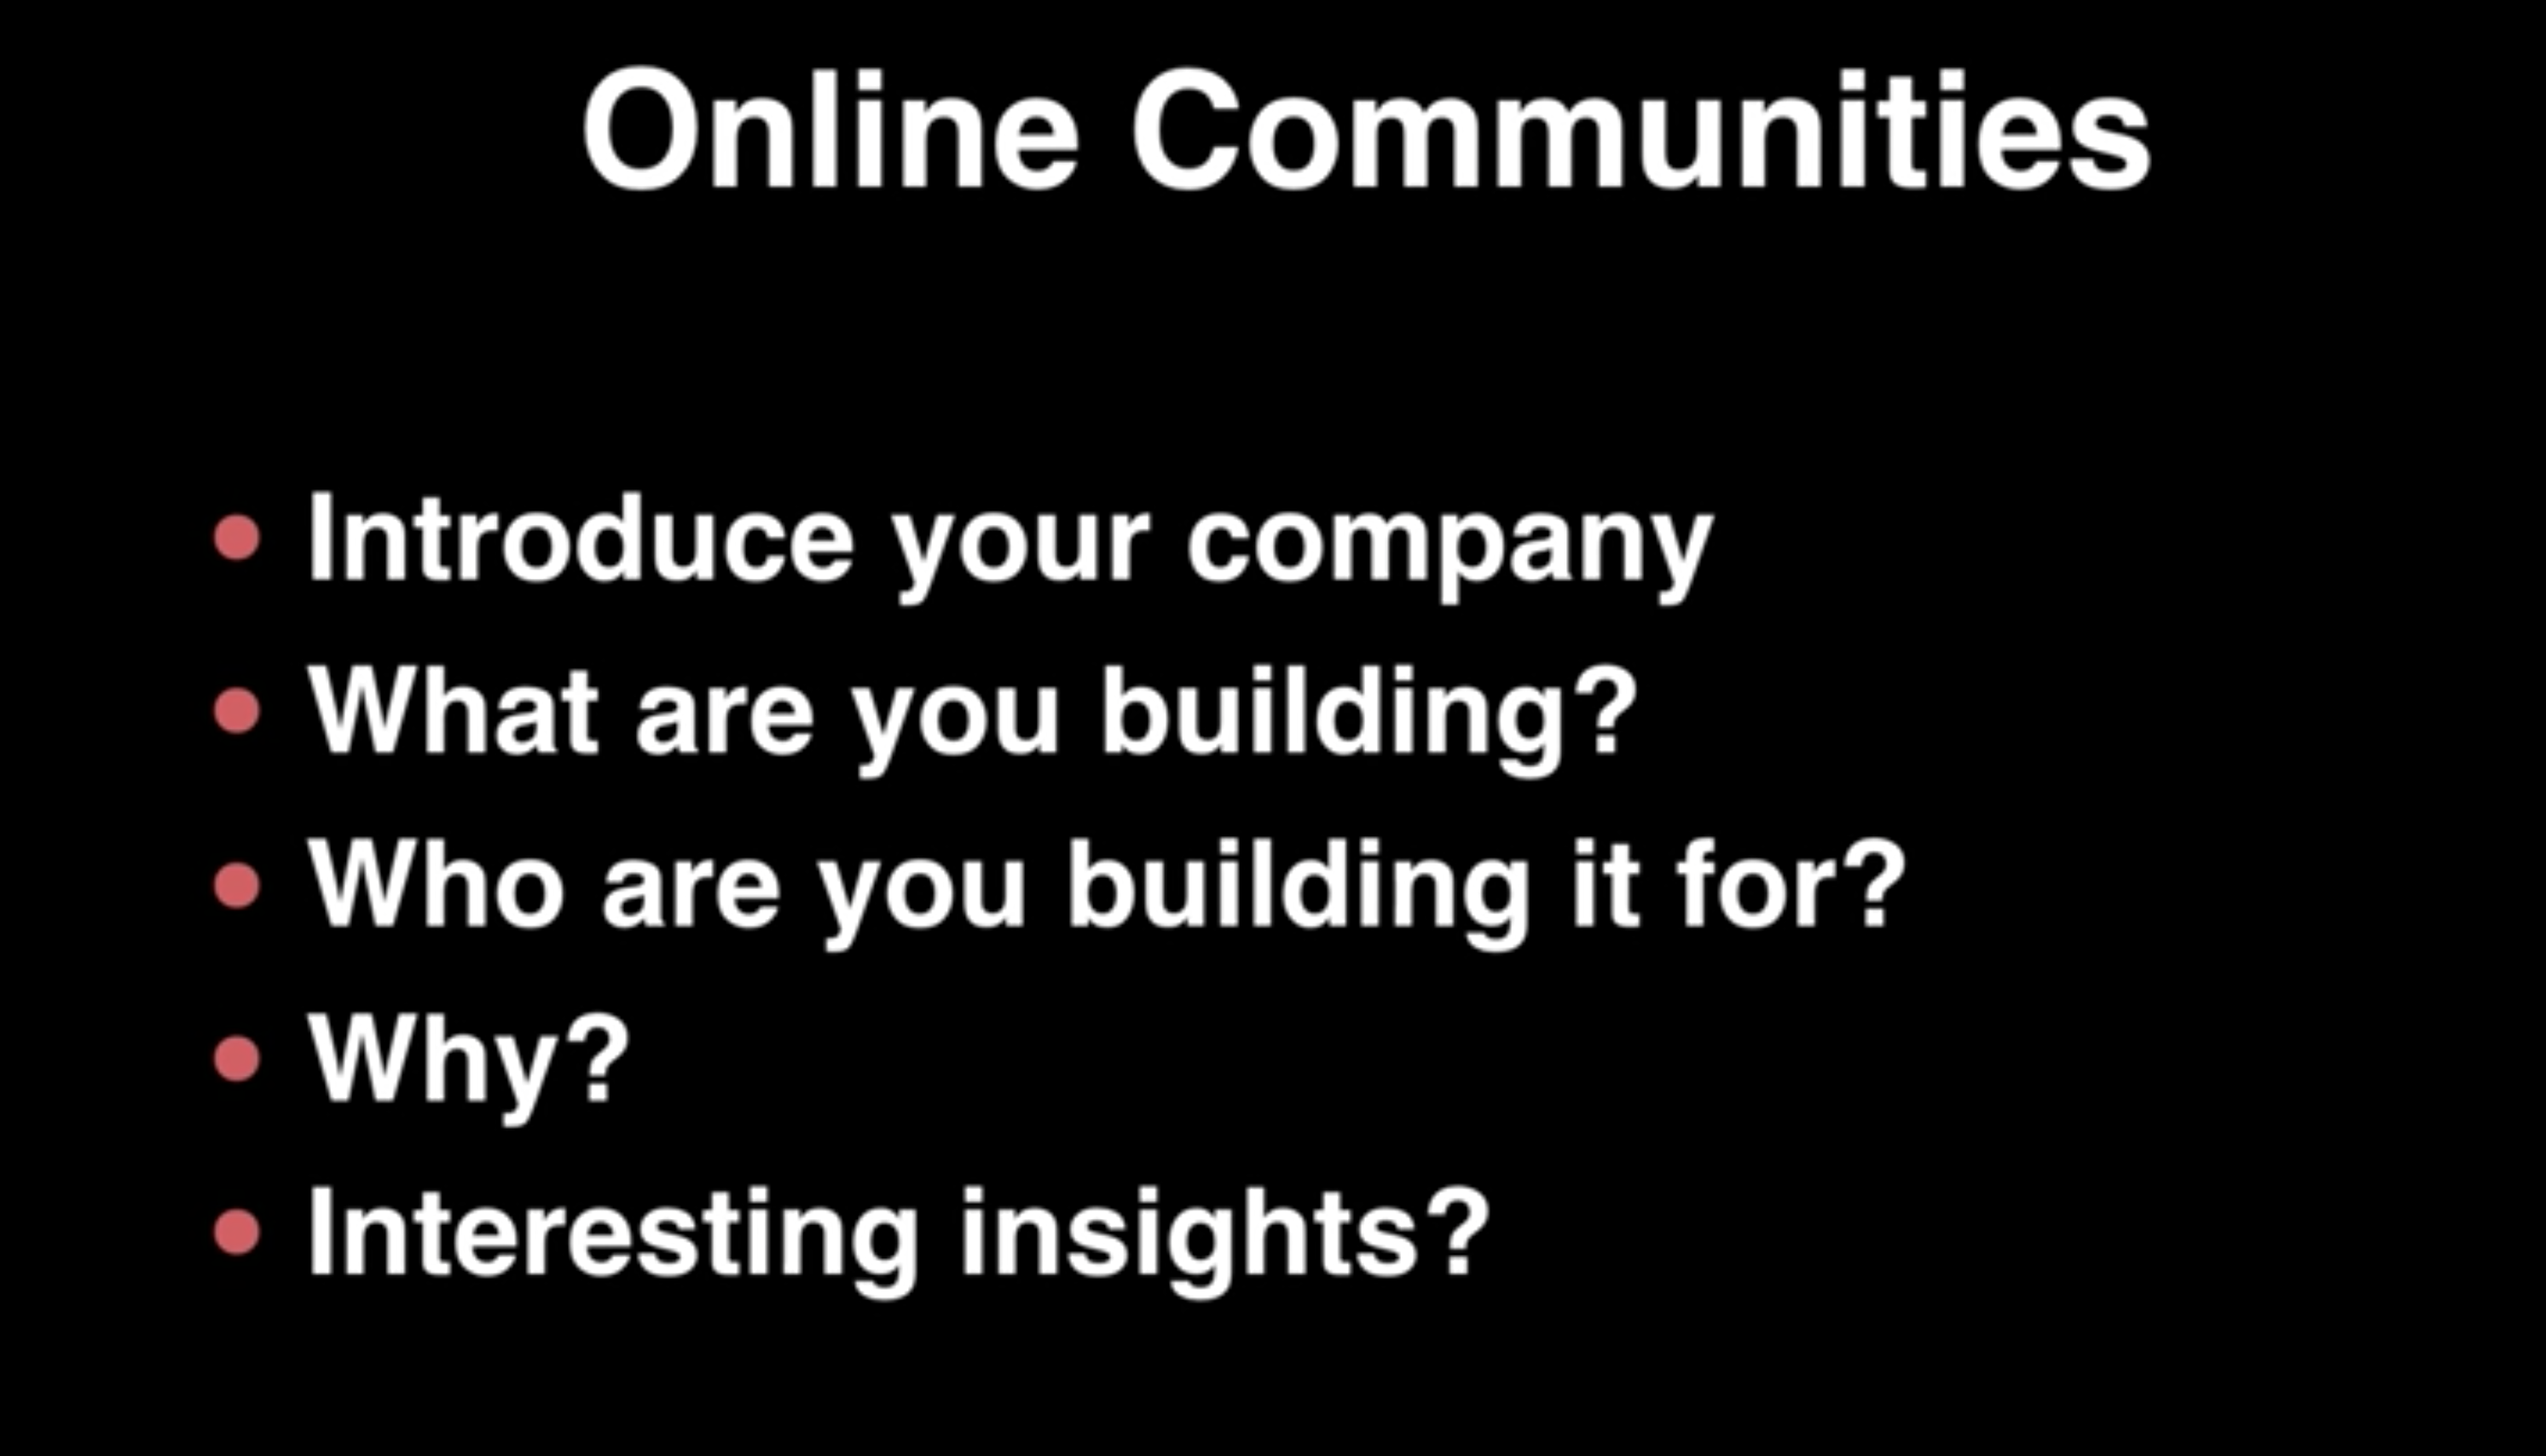 Online Communities
Introduce your company
What are you building?
Who are you building it for?
Why?
Interesting insights?